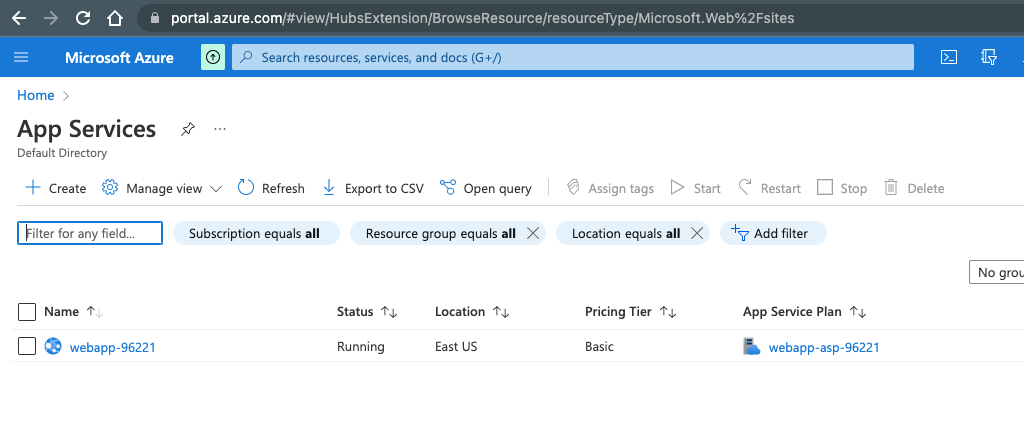 portal.azure.com/#view/HubsExtension/BrowseResource/resourceType/Microsoft.Web%2Fsites
Microsoft Azure Search resources, services, and docs (G+/)
Home
App Services ...
Default Directory
Create Manage view Refresh Export to CSV Open query Assign tags Start Restart Stop Delete
Filter for any field... Subscription equals all Resource group equals all Location equals all Add filter
Name Status Location Pricing Tier App Service Plan
webapp-96221 Running East US Basic webapp-asp-96221